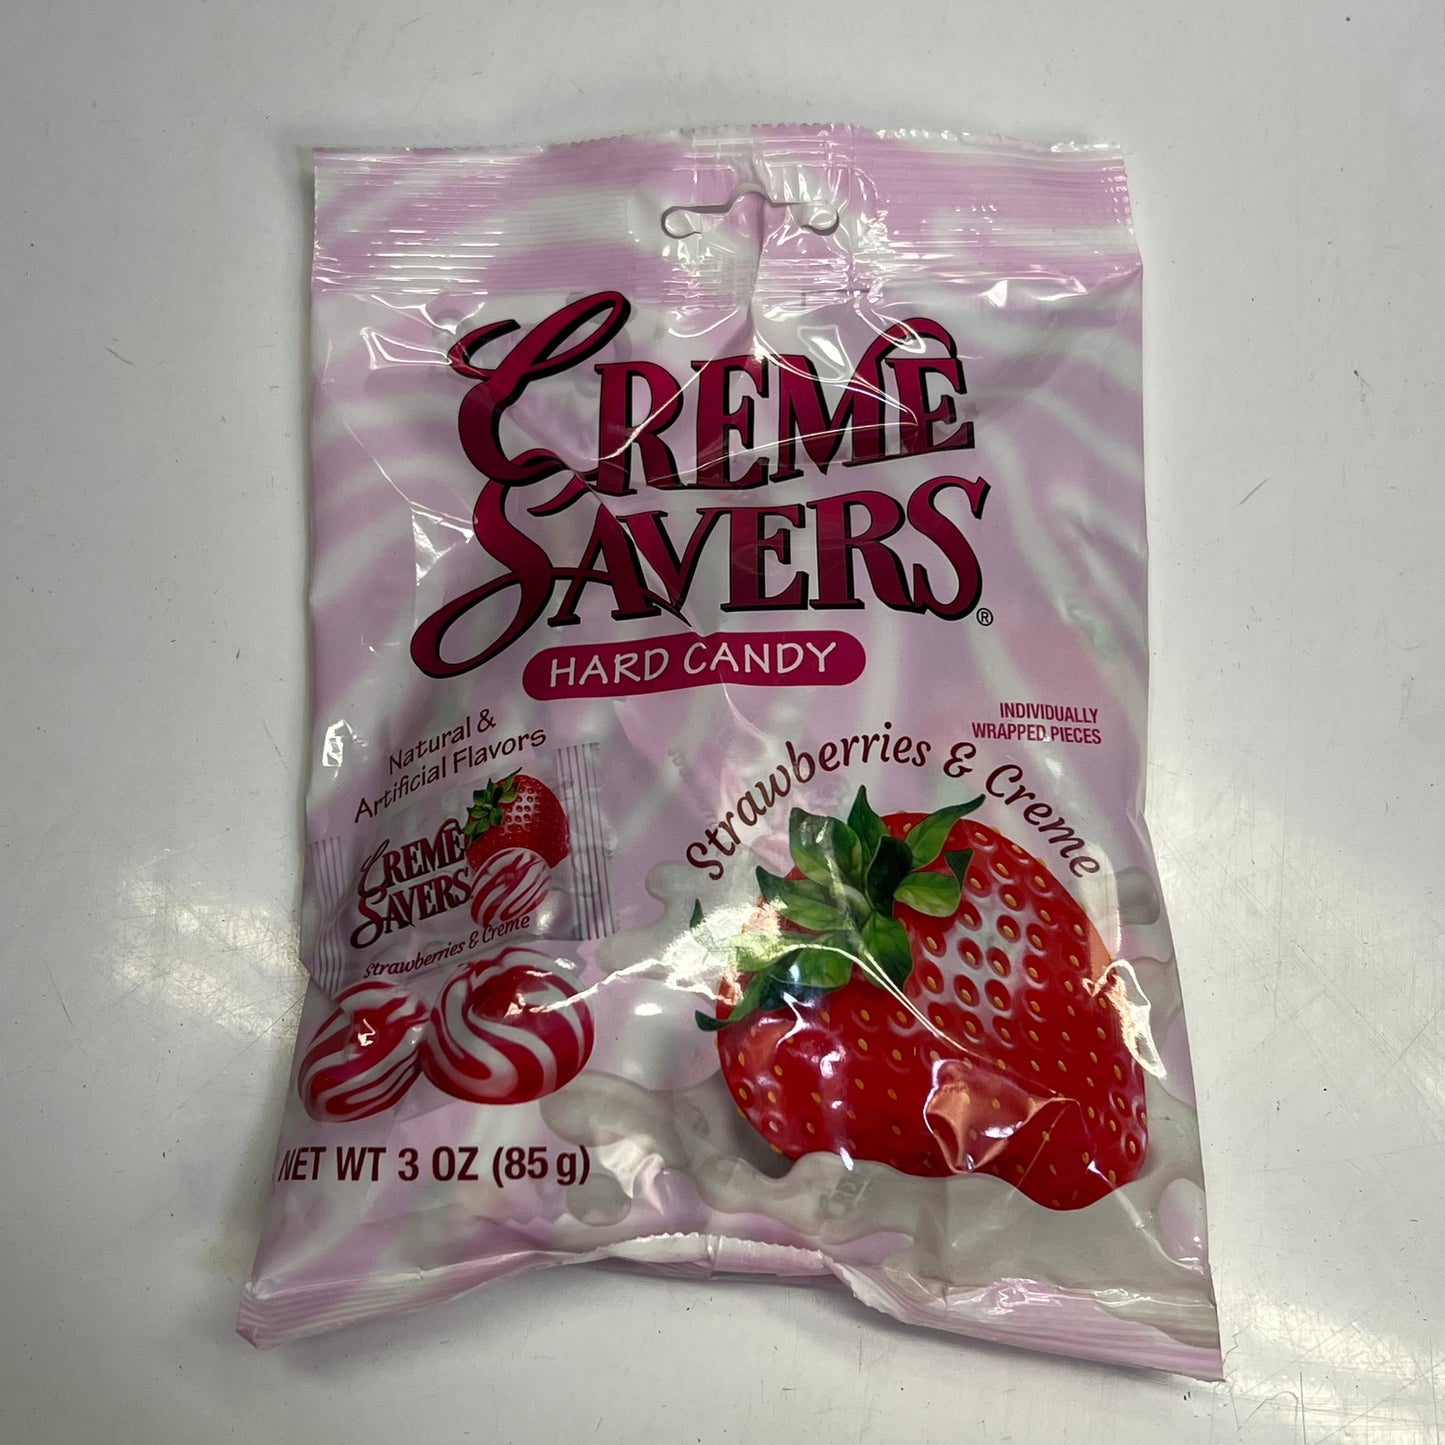 CREME
SAVERS®
HARD CANDY
Natural &
Artificial Flavors
INDIVIDUALLY
WRAPPED PIECES
Strawberries & Creme
CREME
SAVERS
Strawberries & Creme
NET WT 3 OZ (85 g)